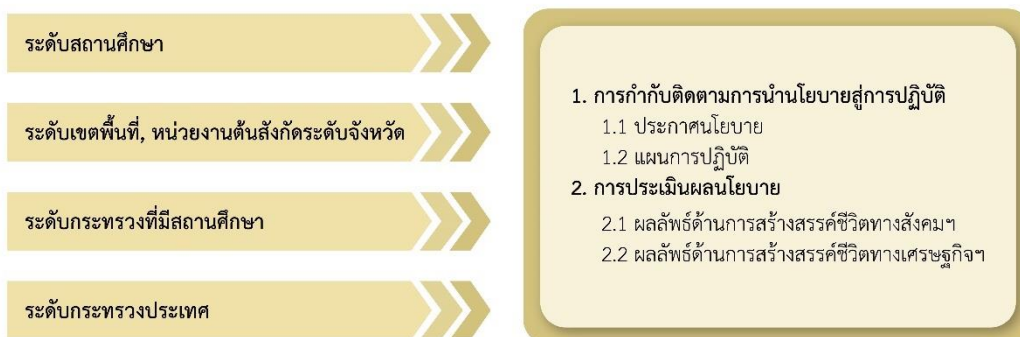 ระดับสถานศึกษา
ระดับเขตพื้นที่, หน่วยงานต้นสังกัดระดับจังหวัด
ระดับกระทรวงที่มีสถานศึกษา
ระดับกระทรวงประเทศ
1. การกำกับติดตามการนำนโยบายสู่การปฏิบัติ
1.1 ประกาศนโยบาย
1.2 แผนการปฏิบัติ
2. การประเมินผลนโยบาย
2.1 ผลลัพธ์ด้านการสร้างสรรค์ชีวิตทางสังคมฯ
2.2 ผลลัพธ์ด้านการสร้างสรรค์ชีวิตทางเศรษฐกิจฯ